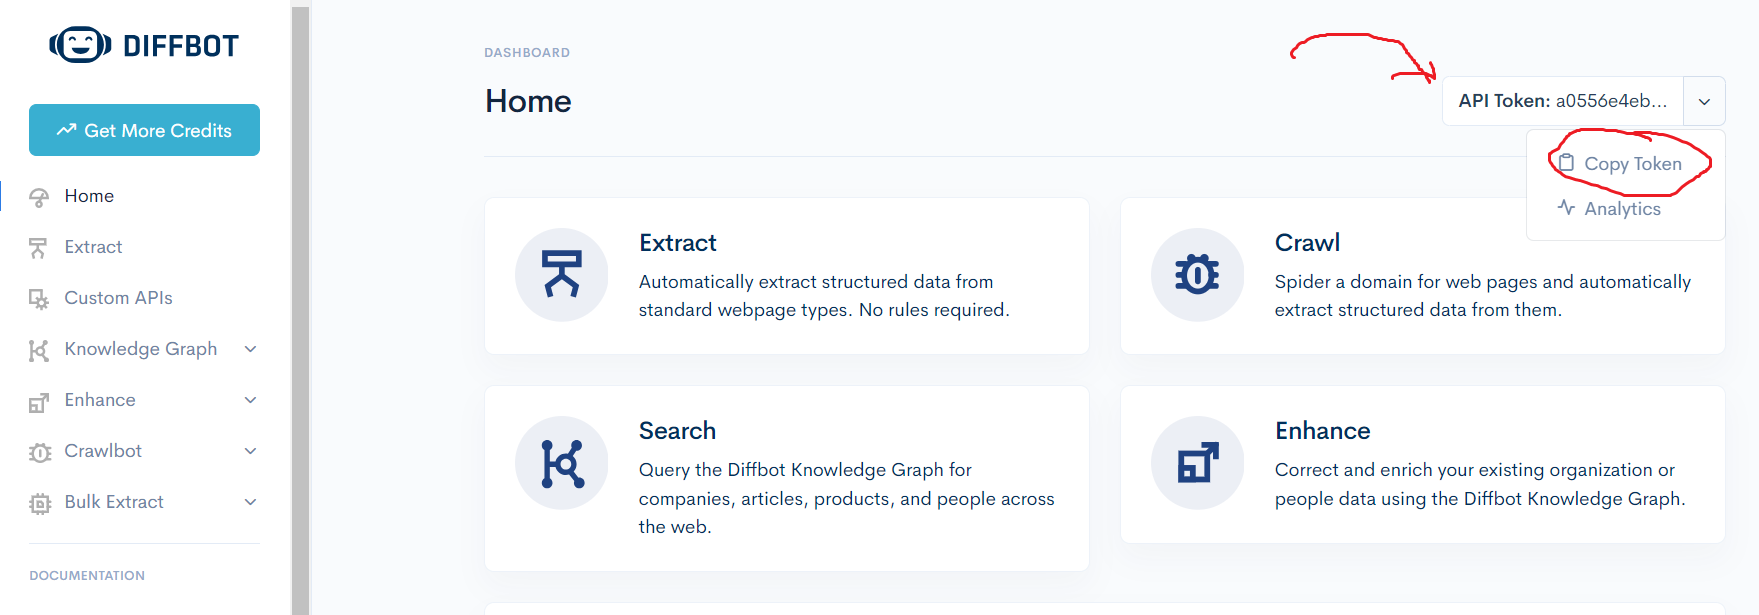 DIFFBOT
Get More Credits
Home
Extract
Custom APIs
Knowledge Graph
Enhance
Crawlbot
Bulk Extract
DOCUMENTATION
DASHBOARD
Home
API Token: a0556e4eb...
Copy Token
Analytics
Extract
Automatically extract structured data from
standard webpage types. No rules required.
Crawl
Spider a domain for web pages and automatically
extract structured data from them.
Search
Query the Diffbot Knowledge Graph for
companies, articles, products, and people across
the web.
Enhance
Correct and enrich your existing organization or
people data using the Diffbot Knowledge Graph.